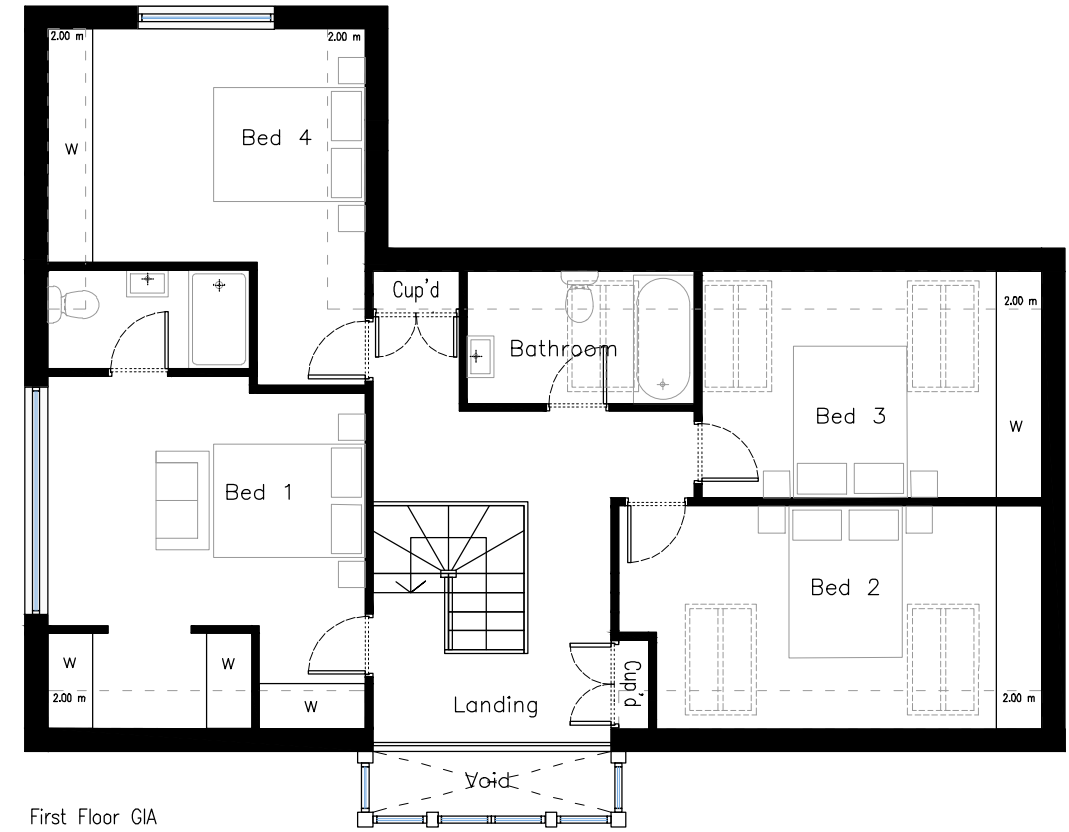 2.00 m
2.00 m
Bed 4
W
Cup'd
2.00 m
Bathroom
Bed 3
W
Bed 1
Bed 2
W
W
2.00 m
W
Landing
Cup'd
2.00 m
Void
First Floor GIA